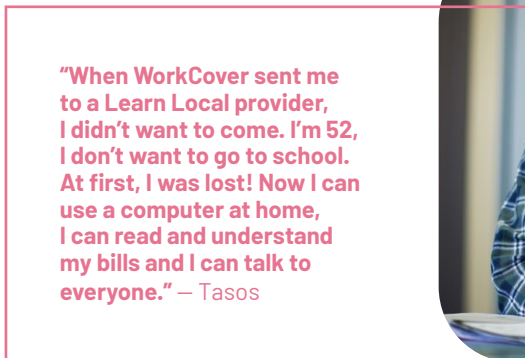 “When WorkCover sent me
to a Learn Local provider,
I didn’t want to come. I’m 52,
I don’t want to go to school.
At first, I was lost! Now I can
use a computer at home,
I can read and understand
my bills and I can talk to
everyone.” — Tasos